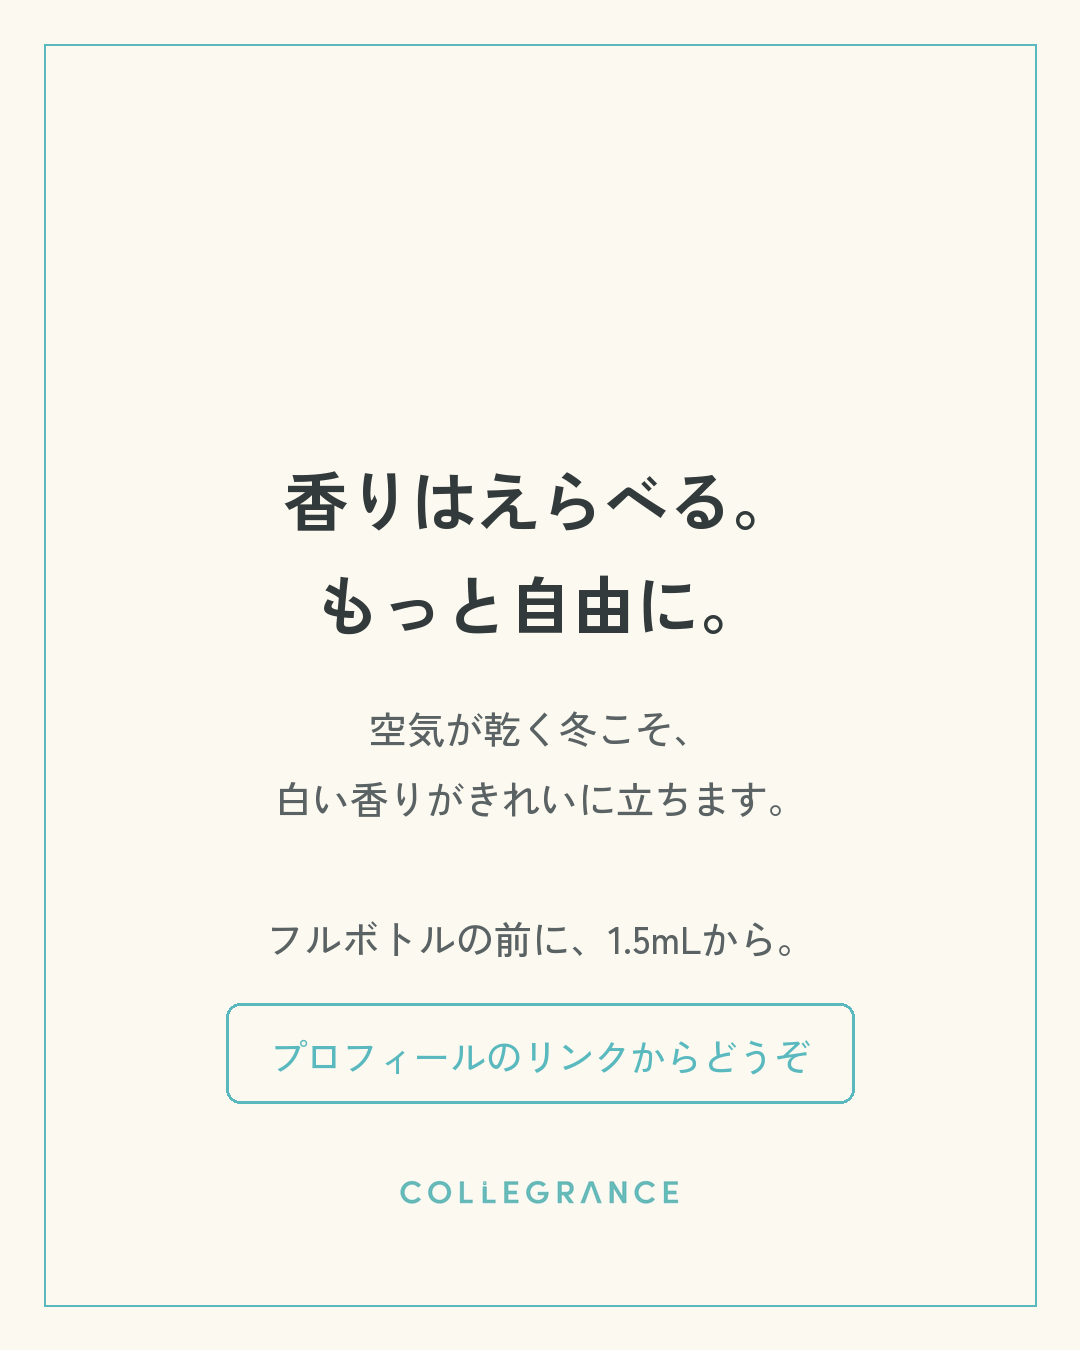 香りはえらべる。
もっと自由に。
空気が乾く冬こそ、
白い香りがきれいに立ちます。
フルボトルの前に、1.5mLから。
プロフィールのリンクからどうぞ
COLLEGRANCE